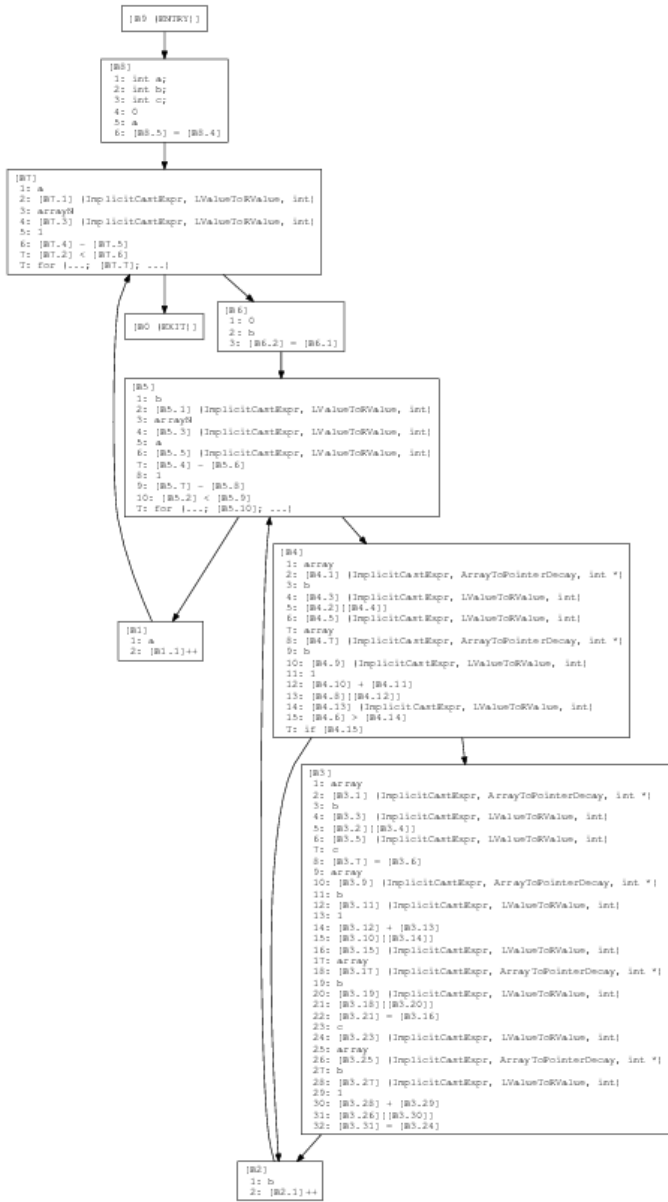 [B9 (ENTRY)]
[B8]
1: int a;
2: int b;
3: int c;
4: 0
5: a
6: [B8.5] = [B8.4]
[B7]
1: a
2: [B7.1] (ImplicitCastExpr, LValueToRValue, int)
3: arrayN
4: [B7.3] (ImplicitCastExpr, LValueToRValue, int)
5: 1
6: [B7.4] - [B7.5]
7: [B7.2] < [B7.6]
T: for (...; [B7.7]; ...)
[B0 (EXIT)]
[B6]
1: 0
2: b
3: [B6.2] = [B6.1]
[B5]
1: b
2: [B5.1] (ImplicitCastExpr, LValueToRValue, int)
3: arrayN
4: [B5.3] (ImplicitCastExpr, LValueToRValue, int)
5: a
6: [B5.5] (ImplicitCastExpr, LValueToRValue, int)
7: [B5.4] - [B5.6]
8: 1
9: [B5.7] - [B5.8]
10: [B5.2] < [B5.9]
T: for (...; [B5.10]; ...)
[B4]
1: array
2: [B4.1] (ImplicitCastExpr, ArrayToPointerDecay, int *)
3: b
4: [B4.3] (ImplicitCastExpr, LValueToRValue, int)
5: [B4.2][[B4.4]]
6: [B4.5] (ImplicitCastExpr, LValueToRValue, int)
7: array
8: [B4.7] (ImplicitCastExpr, ArrayToPointerDecay, int *)
9: b
10: [B4.9] (ImplicitCastExpr, LValueToRValue, int)
11: 1
12: [B4.10] + [B4.11]
13: [B4.8][[B4.12]]
14: [B4.13] (ImplicitCastExpr, LValueToRValue, int)
15: [B4.6] > [B4.14]
T: if [B4.15]
[B1]
1: a
2: [B1.1]++
[B3]
1: array
2: [B3.1] (ImplicitCastExpr, ArrayToPointerDecay, int *)
3: b
4: [B3.3] (ImplicitCastExpr, LValueToRValue, int)
5: [B3.2][[B3.4]]
6: [B3.5] (ImplicitCastExpr, LValueToRValue, int)
7: c
8: [B3.7] = [B3.6]
9: array
10: [B3.9] (ImplicitCastExpr, ArrayToPointerDecay, int *)
11: b
12: [B3.11] (ImplicitCastExpr, LValueToRValue, int)
13: 1
14: [B3.12] + [B3.13]
15: [B3.10][[B3.14]]
16: [B3.15] (ImplicitCastExpr, LValueToRValue, int)
17: array
18: [B3.17] (ImplicitCastExpr, ArrayToPointerDecay, int *)
19: b
20: [B3.19] (ImplicitCastExpr, LValueToRValue, int)
21: [B3.18][[B3.20]]
22: [B3.21] = [B3.16]
23: c
24: [B3.23] (ImplicitCastExpr, LValueToRValue, int)
25: array
26: [B3.25] (ImplicitCastExpr, ArrayToPointerDecay, int *)
27: b
28: [B3.27] (ImplicitCastExpr, LValueToRValue, int)
29: 1
30: [B3.28] + [B3.29]
31: [B3.26][[B3.30]]
32: [B3.31] = [B3.24]
[B2]
1: b
2: [B2.1]++